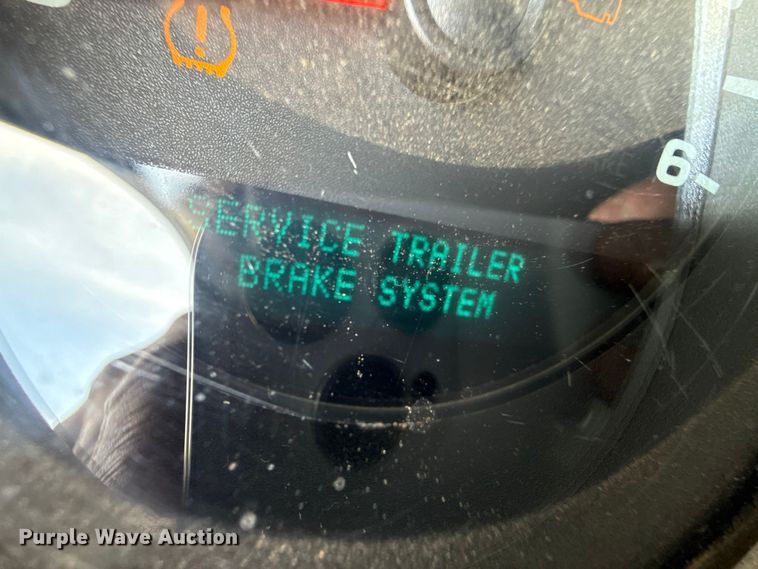 6
SERVICE TRAILER
BRAKE SYSTEM
Purple Wave Auction